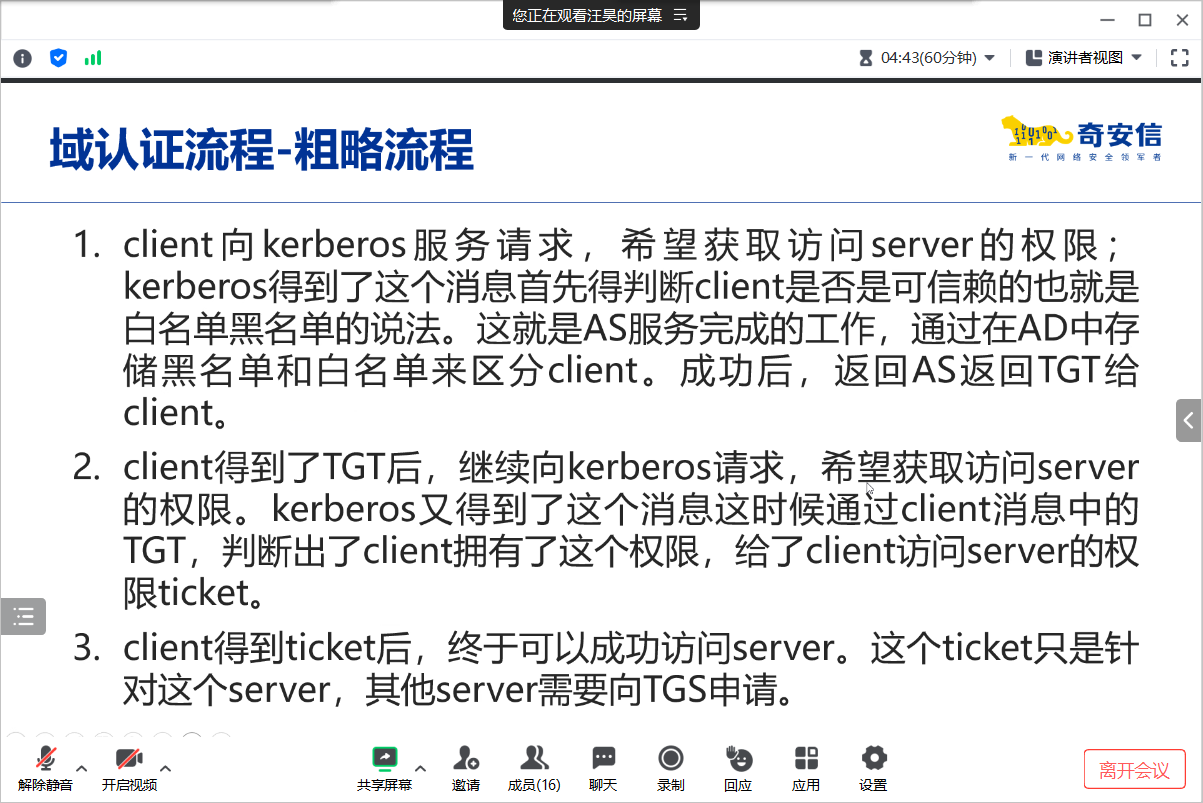 您正在观看汪昊的屏幕
04:43(60分钟)
演讲者视图
域认证流程-粗略流程
奇安信
新一代网络安全领军者
1. client向kerberos服务请求，希望获取访问server的权限；
kerberos得到了这个消息首先得判断client是否是可信赖的也就是
白名单黑名单的说法。这就是AS服务完成的工作，通过在AD中存
储黑名单和白名单来区分client。成功后，返回AS返回TGT给
client。
2. client得到了TGT后，继续向kerberos请求，希望获取访问server
的权限。kerberos又得到了这个消息这时候通过client消息中的
TGT，判断出了client拥有了这个权限，给了client访问server的权
限ticket。
3. client得到ticket后，终于可以成功访问server。这个ticket只是针
对这个server，其他server需要向TGS申请。
解除静音
开启视频
共享屏幕
邀请
成员(16)
聊天
录制
回应
应用
设置
离开会议